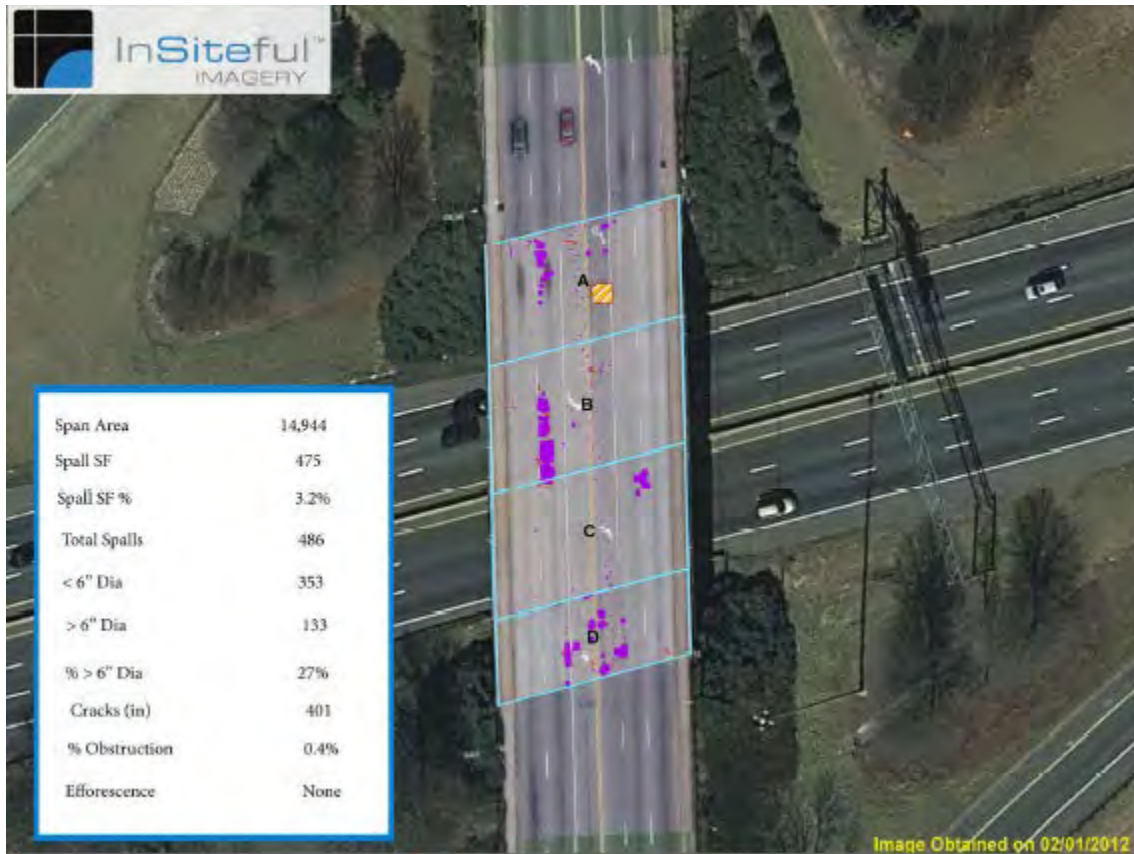 InSiteful™
IMAGERY
A
B
C
D
Span Area 14,944
Spall SF 475
Spall SF % 3.2%
Total Spalls 486
< 6" Dia 353
> 6" Dia 133
% > 6" Dia 27%
Cracks (in) 401
% Obstruction 0.4%
Efforescence None
Image Obtained on 02/01/2012